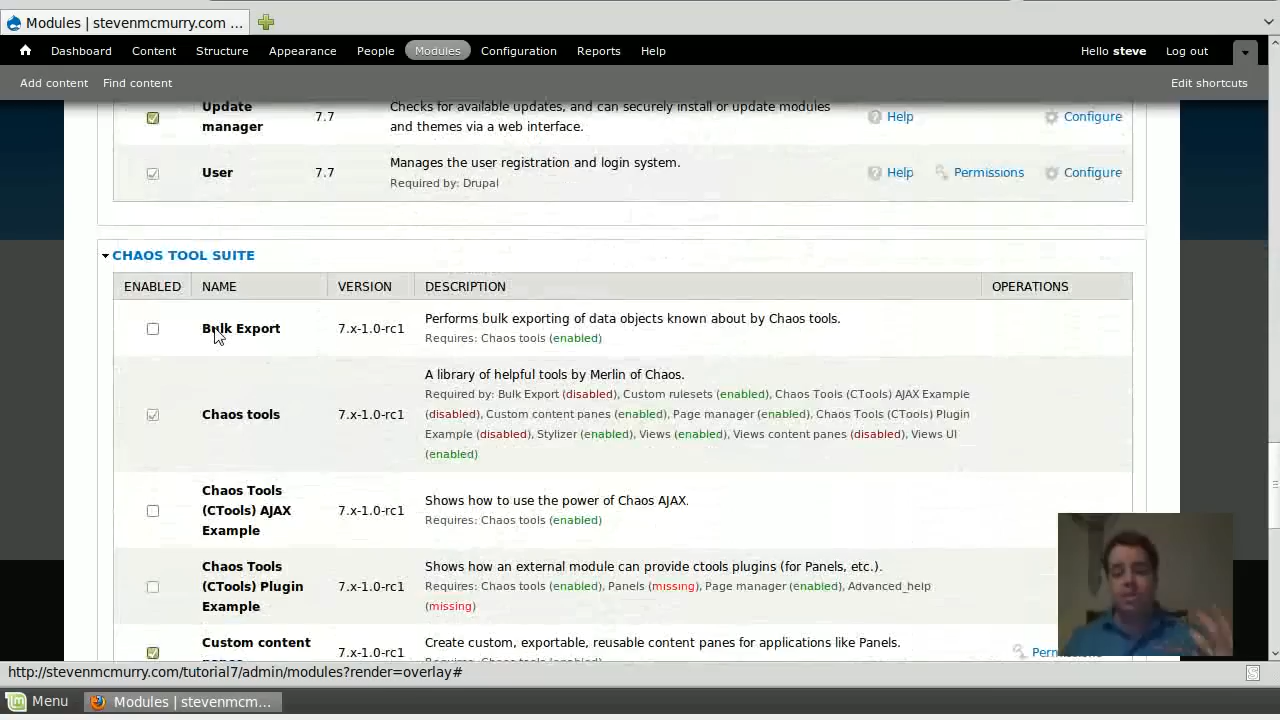 Modules | stevenmcmurry.com ...
Dashboard Content Structure Appearance People Modules Configuration Reports Help Hello steve Log out
Add content Find content Edit shortcuts
Update manager 7.7 Checks for available updates, and can securely install or update modules and themes via a web interface. Help Configure
User 7.7 Manages the user registration and login system. Help Permissions Configure
Required by: Drupal
CHAOS TOOL SUITE
ENABLED NAME VERSION DESCRIPTION OPERATIONS
Bulk Export 7.x-1.0-rc1 Performs bulk exporting of data objects known about by Chaos tools.
Requires: Chaos tools (enabled)
Chaos tools 7.x-1.0-rc1 A library of helpful tools by Merlin of Chaos.
Required by: Bulk Export (disabled), Custom rulesets (enabled), Chaos Tools (CTools) AJAX Example
(disabled), Custom content panes (enabled), Page manager (enabled), Chaos Tools (CTools) Plugin
Example (disabled), Stylizer (enabled), Views (enabled), Views content panes (disabled), Views UI
(enabled)
Chaos Tools (CTools) AJAX Example 7.x-1.0-rc1 Shows how to use the power of Chaos AJAX.
Requires: Chaos tools (enabled)
Chaos Tools (CTools) Plugin Example 7.x-1.0-rc1 Shows how an external module can provide ctools plugins (for Panels, etc.).
Requires: Chaos tools (enabled), Panels (missing), Page manager (enabled), Advanced_help
(missing)
Custom content 7.x-1.0-rc1 Create custom, exportable, reusable content panes for applications like Panels.
http://stevenmcmurry.com/tutorial7/admin/modules?render=overlay#
Menu Modules | stevenmcm...